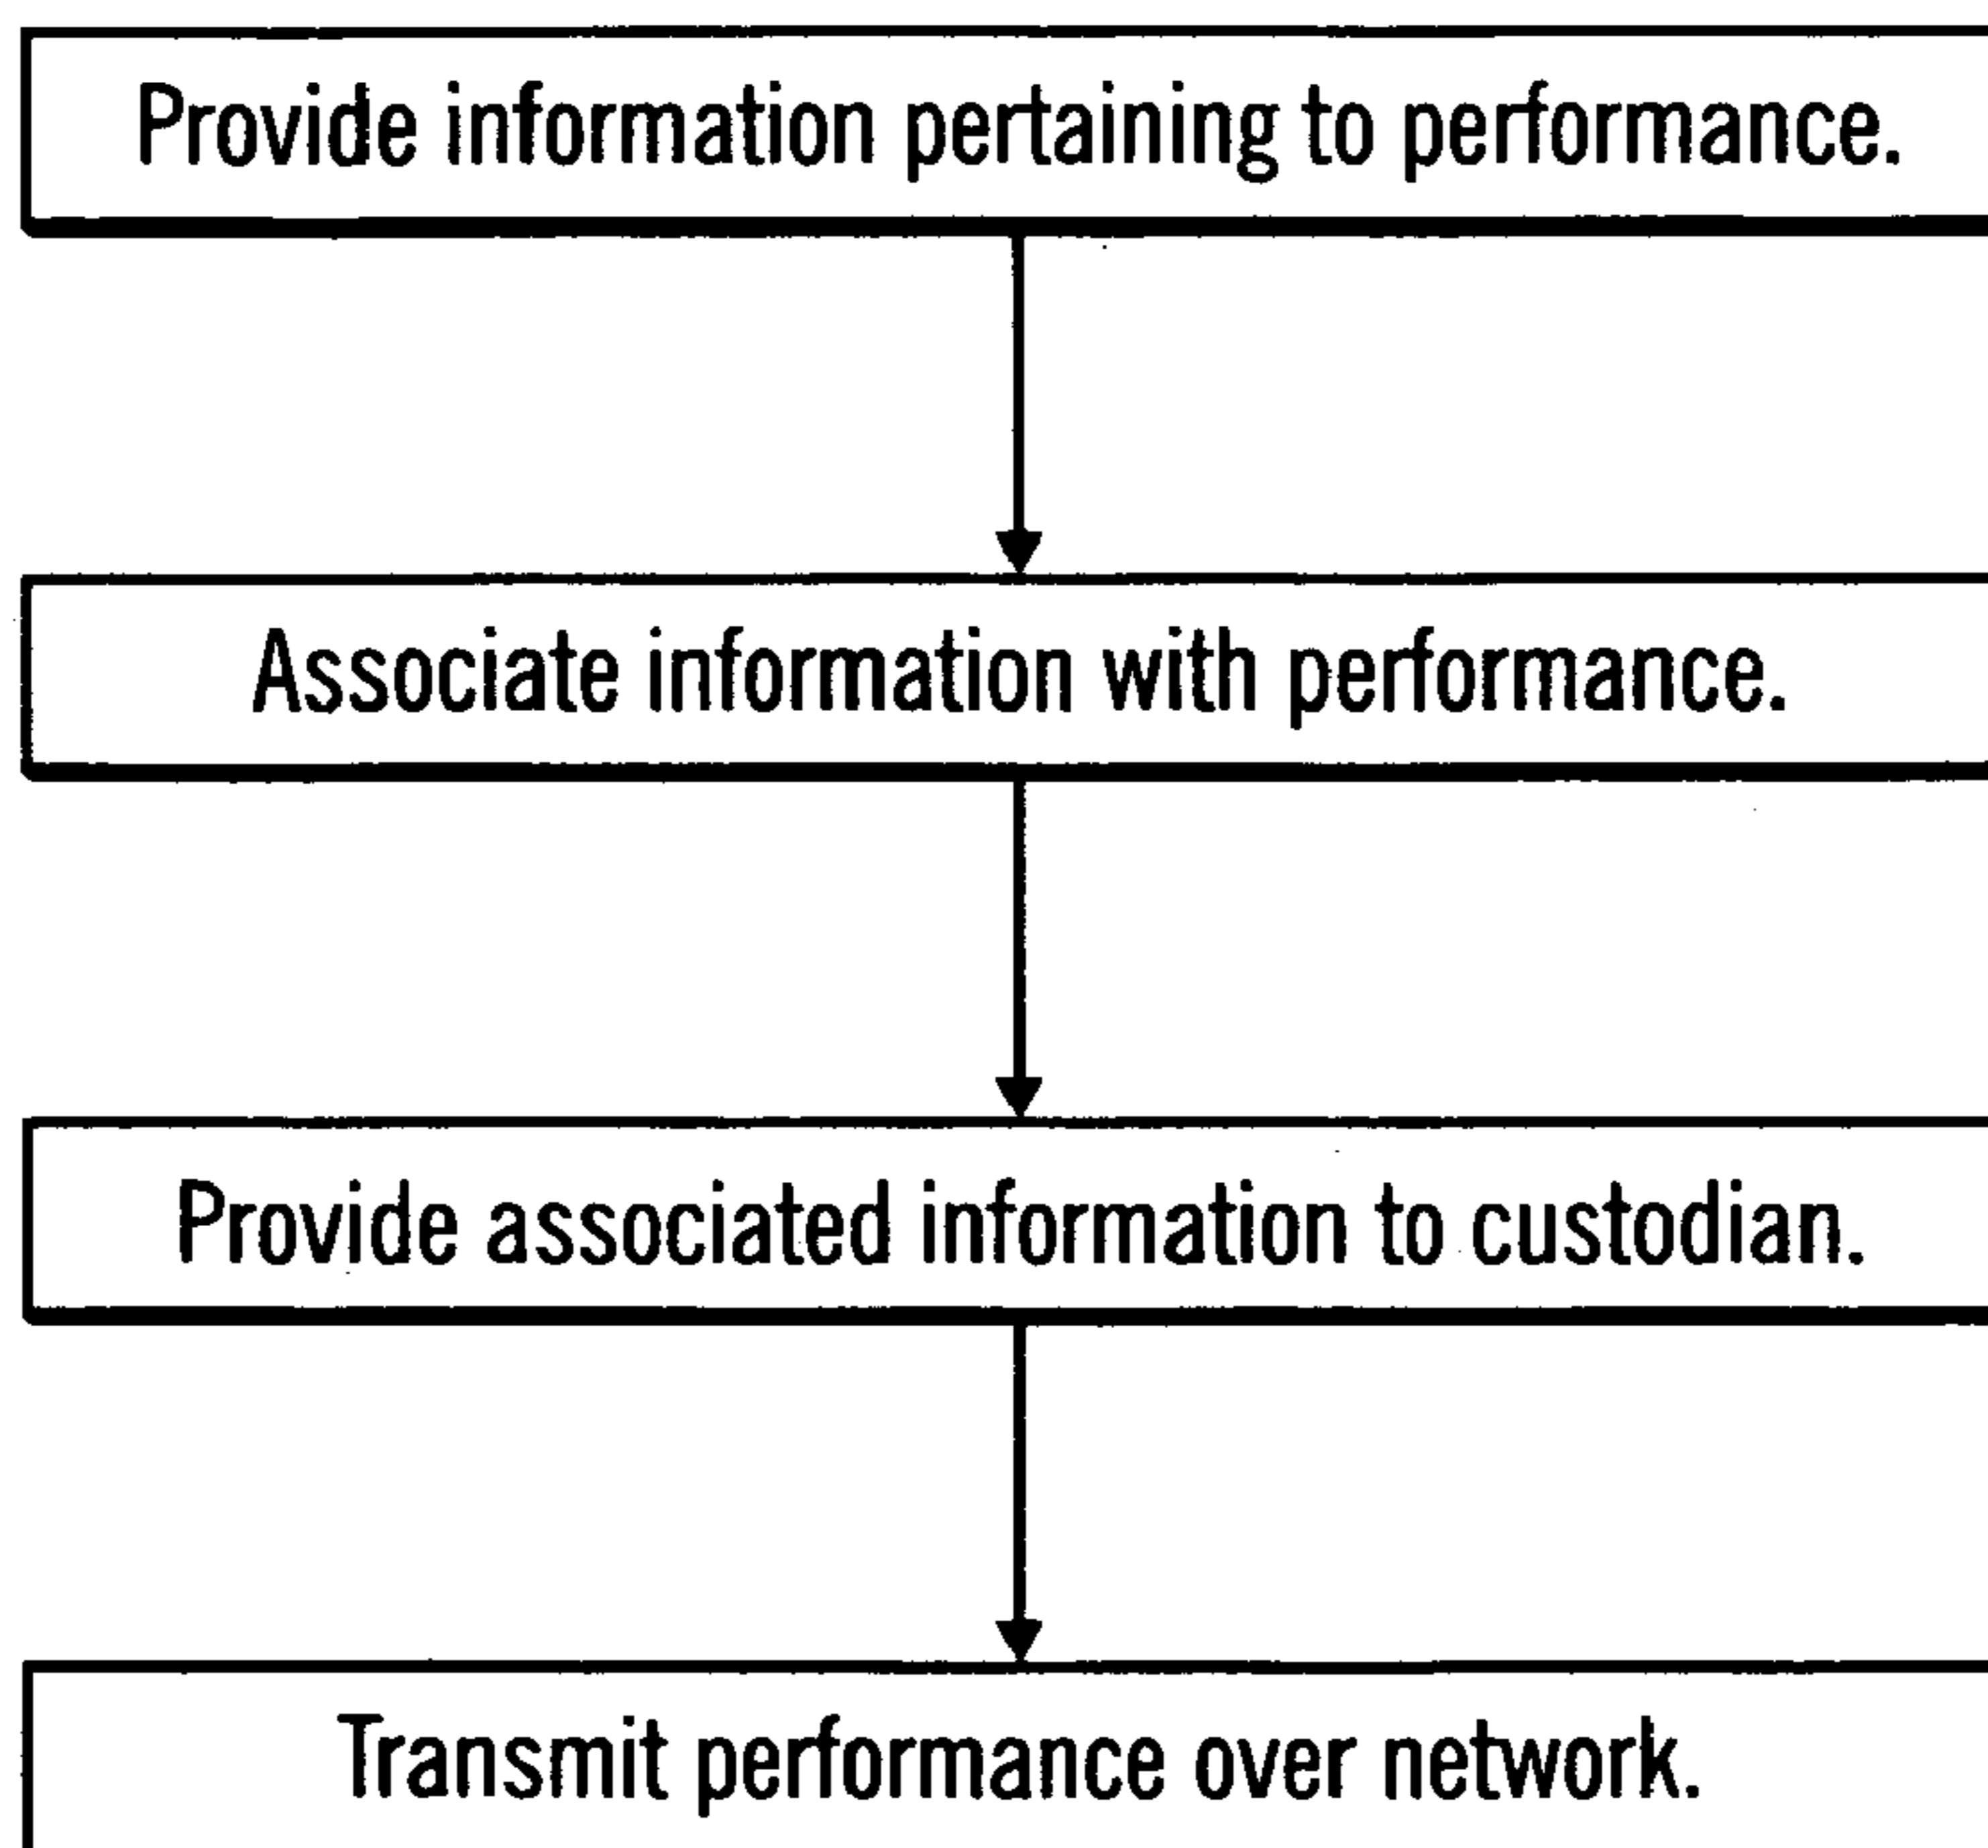 Provide information pertaining to performance.
Associate information with performance.
Provide associated information to custodian.
Transmit performance over network.